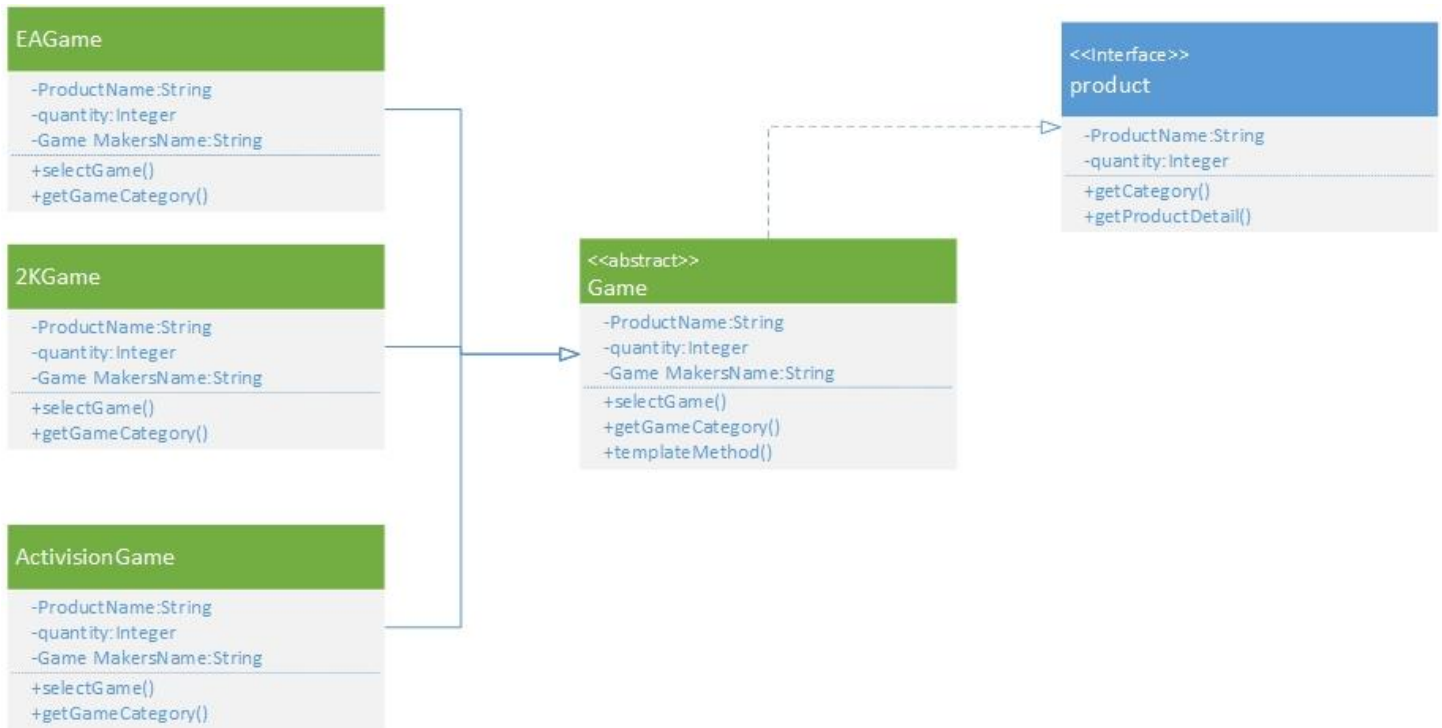 EAGame
-ProductName:String
-quantity:Integer
-Game MakersName:String
+selectGame()
+getGameCategory()
2KGame
-ProductName:String
-quantity:Integer
-Game MakersName:String
+selectGame()
+getGameCategory()
ActivisionGame
-ProductName:String
-quantity:Integer
-Game MakersName:String
+selectGame()
+getGameCategory()
<<abstract>>
Game
-ProductName:String
-quantity:Integer
-Game MakersName:String
+selectGame()
+getGameCategory()
+templateMethod()
<<Interface>>
product
-ProductName:String
-quantity:Integer
+getCategory()
+getProductDetail()